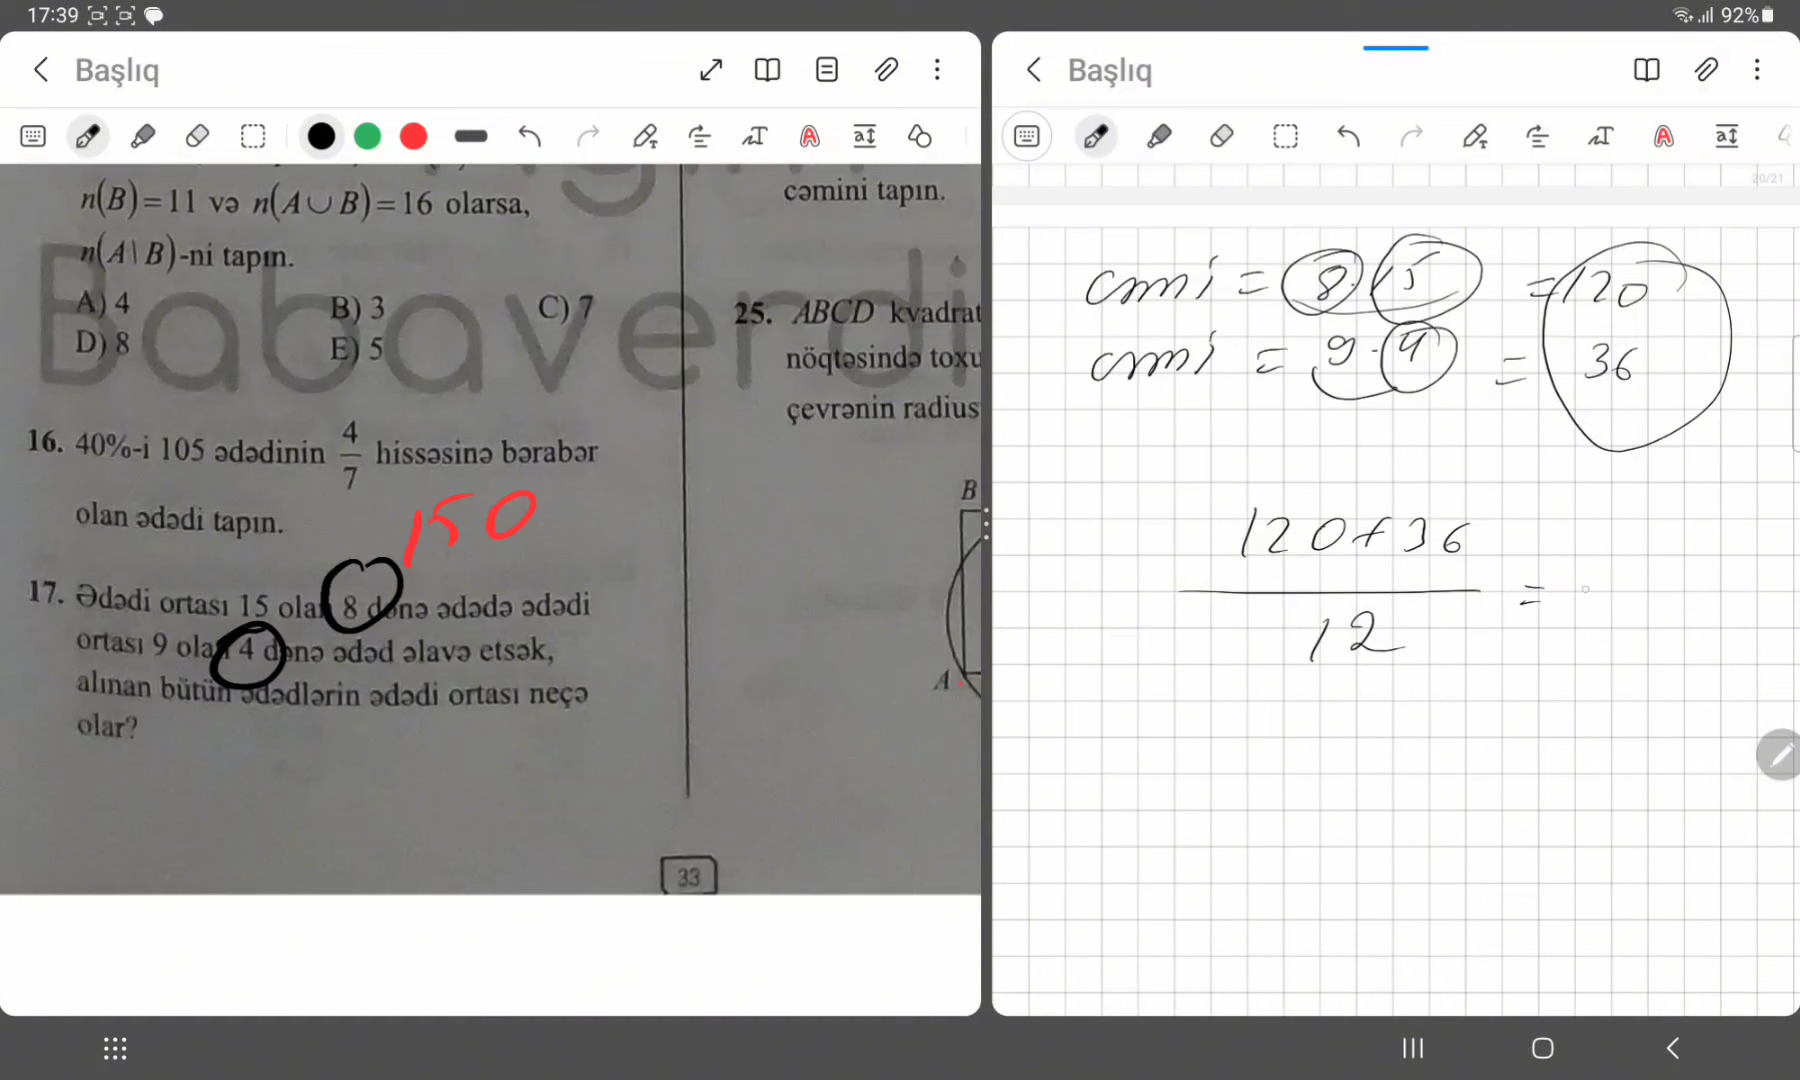 17:39
92%
Başlıq
n(B)=11 və n(A∪B)=16 olarsa,
n(A\B)-ni tapın.
A) 4 B) 3 C) 7
D) 8 E) 5
Babaverdi
16. 40%-i 105 ədədinin 4/7 hissəsinə bərabər
olan ədədi tapın.
150
17. Ədədi ortası 15 olan 8 dənə ədədə ədədi
ortası 9 olan 4 dənə ədəd əlavə etsək,
alınan bütün ədədlərin ədədi ortası neçə
olar?
33
cəmini tapın.
25. ABCD kvadrat
nöqtəsində toxu
çevrənin radius
B
A
Başlıq
20/21
cəmi = 8·15 = 120
cəmi = 9·4 = 36
120+36
12 =